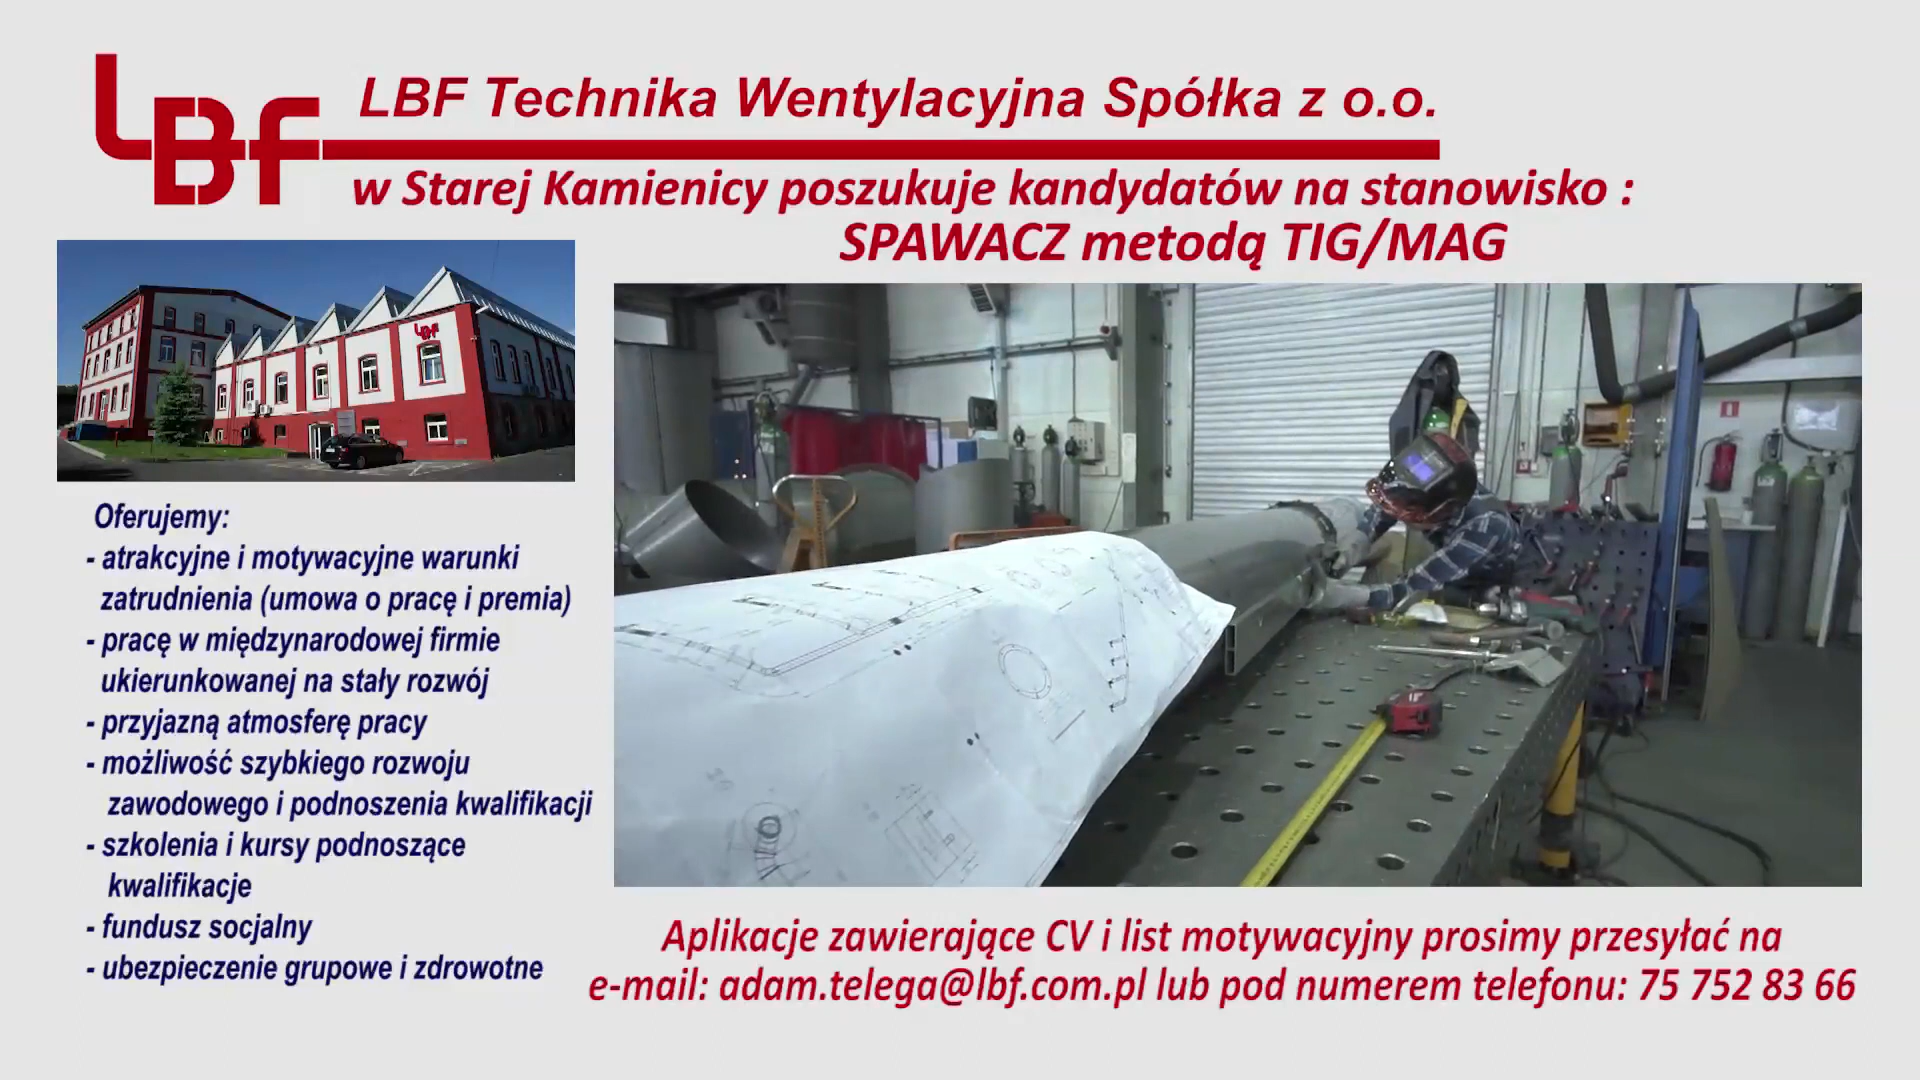 LBF
LBF Technika Wentylacyjna Spółka z o.o.
w Starej Kamienicy poszukuje kandydatów na stanowisko :
SPAWACZ metodą TIG/MAG
LBF
Oferujemy:
- atrakcyjne i motywacyjne warunki
zatrudnienia (umowa o pracę i premia)
- pracę w międzynarodowej firmie
ukierunkowanej na stały rozwój
- przyjazną atmosferę pracy
- możliwość szybkiego rozwoju
zawodowego i podnoszenia kwalifikacji
- szkolenia i kursy podnoszące
kwalifikacje
- fundusz socjalny
- ubezpieczenie grupowe i zdrowotne
Aplikacje zawierające CV i list motywacyjny prosimy przesyłać na
e-mail: adam.telega@lbf.com.pl lub pod numerem telefonu: 75 752 83 66